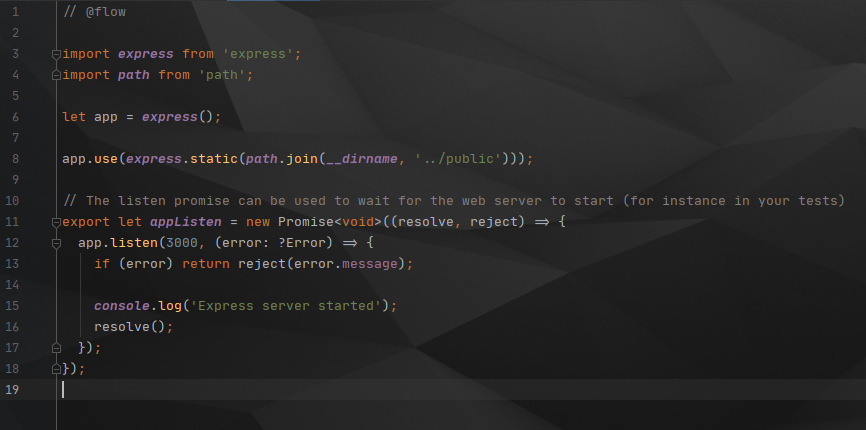 1 // @flow
2
3 import express from 'express';
4 import path from 'path';
5
6 let app = express();
7
8 app.use(express.static(path.join(__dirname, '../public')));
9
10 // The listen promise can be used to wait for the web server to start (for instance in your tests)
11 export let appListen = new Promise<void>((resolve, reject) => {
12   app.listen(3000, (error: ?Error) => {
13     if (error) return reject(error.message);
14
15     console.log('Express server started');
16     resolve();
17   });
18 });
19